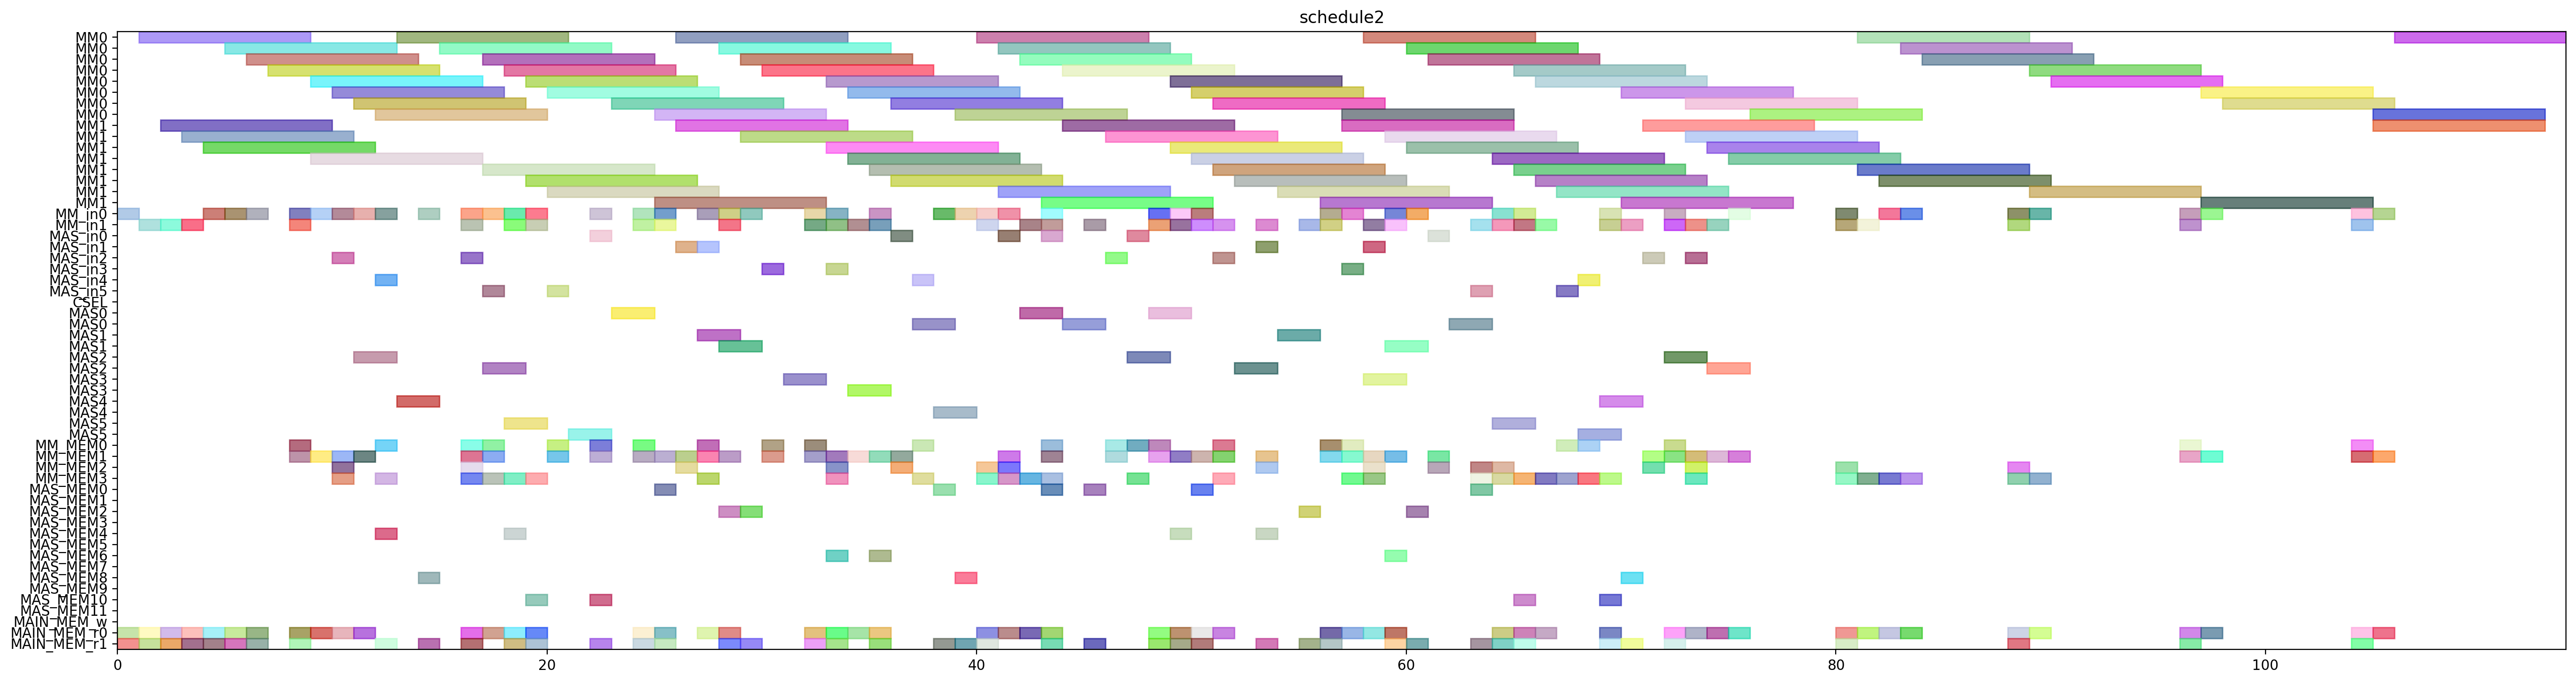 schedule2
MM0
MM0
MM0
MM0
MM0
MM0
MM0
MM0
MM1
MM1
MM1
MM1
MM1
MM1
MM1
MM1
MM_in0
MM_in1
MAS_in0
MAS_in1
MAS_in2
MAS_in3
MAS_in4
MAS_in5
CSEL
MAS0
MAS0
MAS1
MAS1
MAS2
MAS2
MAS3
MAS3
MAS4
MAS4
MAS5
MAS5
MM_MEM0
MM_MEM1
MM_MEM2
MM_MEM3
MAS_MEM0
MAS_MEM1
MAS_MEM2
MAS_MEM3
MAS_MEM4
MAS_MEM5
MAS_MEM6
MAS_MEM7
MAS_MEM8
MAS_MEM9
MAS_MEM10
MAS_MEM11
MAIN_MEM_w
MAIN_MEM_r0
MAIN_MEM_r1
0 20 40 60 80 100